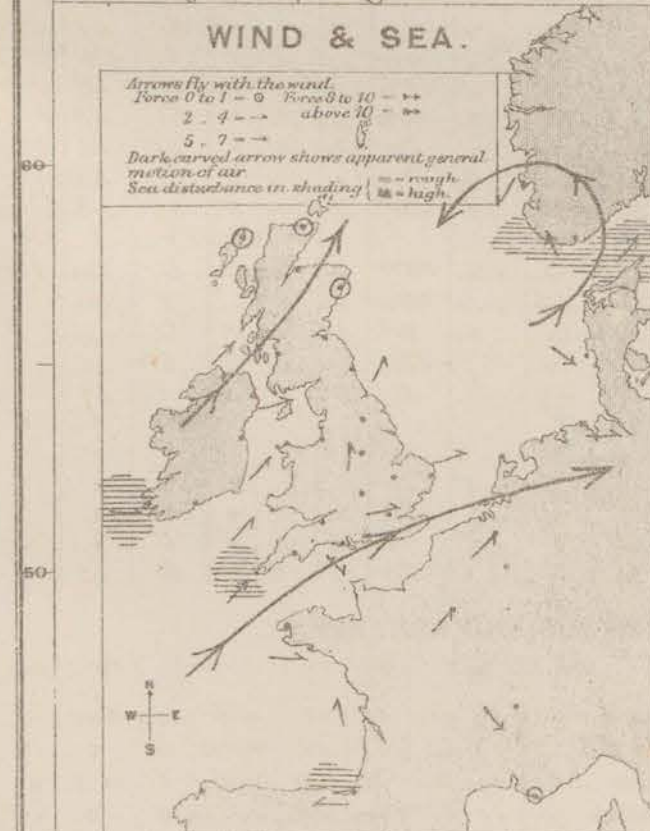 WIND & SEA.
Arrows fly with the wind.
Force 0 to 1 = ⊙ Force 8 to 10 = ↣
2 „ 4 = → above 10 = ↣
5 „ 7 = →
Dark curved arrow shows apparent general
motion of air
Sea disturbance in shading { = rough
= high.
60
50
N
W E
S